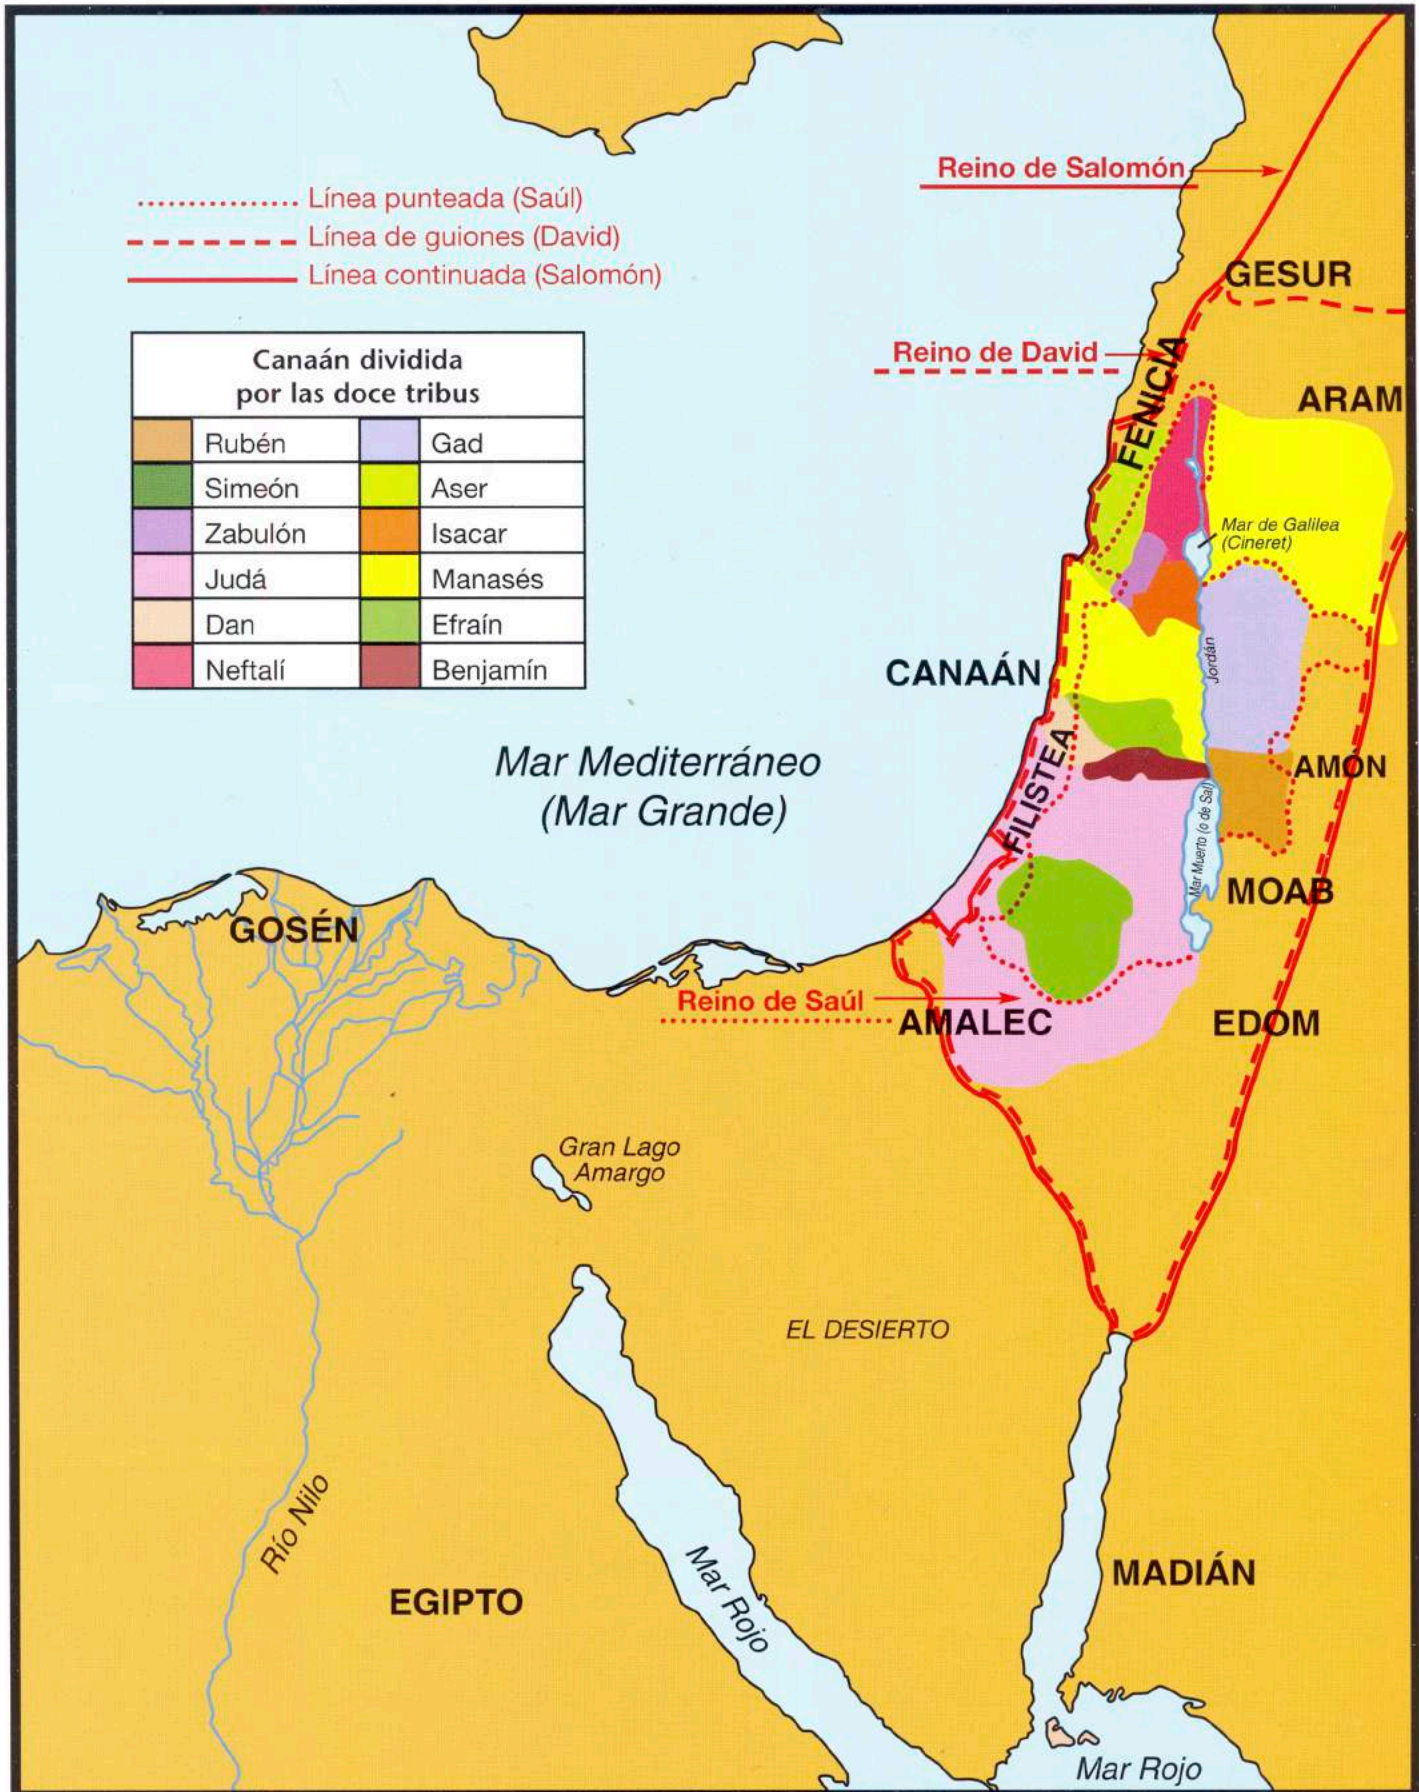 Reino de Salomón
Línea punteada (Saúl)
Línea de guiones (David)
Línea continuada (Salomón)
GESUR
Canaán dividida
por las doce tribus
Rubén
Gad
Simeón
Aser
Zabulón
Isacar
Judá
Manasés
Dan
Efraín
Neftalí
Benjamín
Reino de David
FENICIA
ARAM
Mar de Galilea
(Cineret)
CANAÁN
Jordán
Mar Mediterráneo
(Mar Grande)
FILISTEA
AMÓN
Mar Muerto (o de Sal)
MOAB
GOSÉN
Reino de Saúl
AMALEC
EDOM
Gran Lago
Amargo
EL DESIERTO
Río Nilo
EGIPTO
Mar Rojo
MADIÁN
Mar Rojo